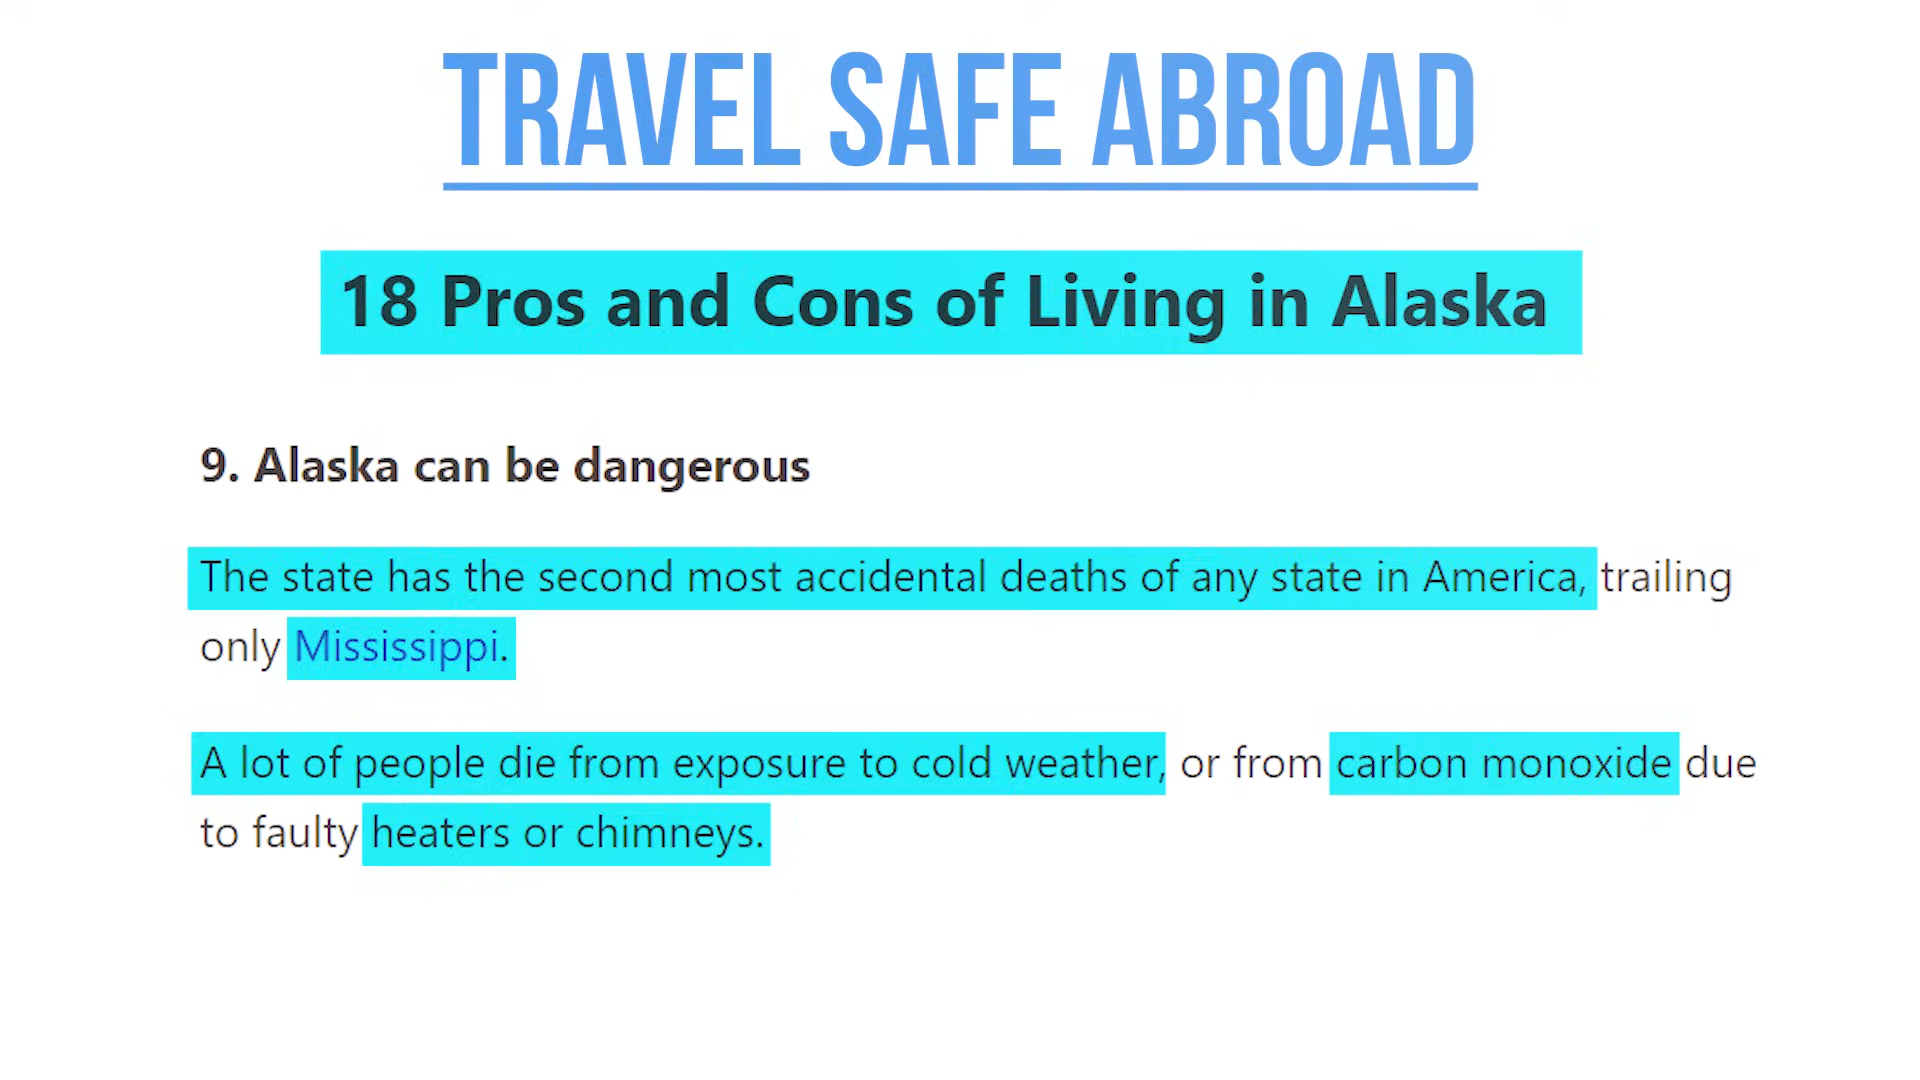 TRAVEL SAFE ABROAD
18 Pros and Cons of Living in Alaska
9. Alaska can be dangerous
The state has the second most accidental deaths of any state in America, trailing
only Mississippi.
A lot of people die from exposure to cold weather, or from carbon monoxide due
to faulty heaters or chimneys.